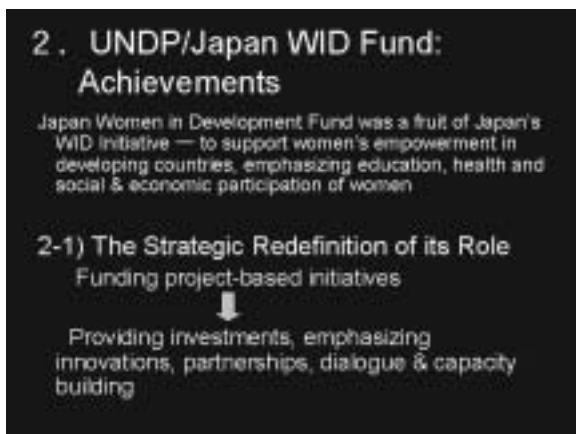 2. UNDP/Japan WID Fund:
Achievements
Japan Women in Development Fund was a fruit of Japan's
WID Initiative — to support women's empowerment in
developing countries, emphasizing education, health and
social & economic participation of women
2-1) The Strategic Redefinition of its Role
Funding project-based initiatives
Providing investments, emphasizing
innovations, partnerships, dialogue & capacity
building